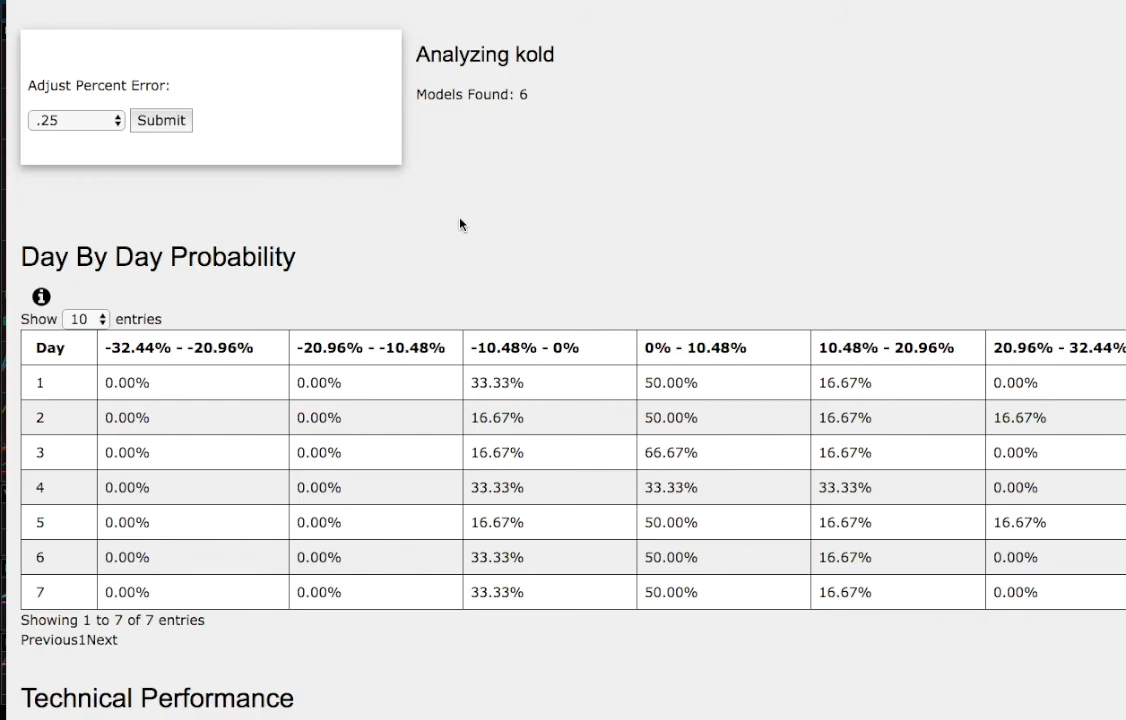 Analyzing kold
Adjust Percent Error:
Models Found: 6
.25 Submit
Day By Day Probability
Show 10 entries
Day -32.44% - -20.96% -20.96% - -10.48% -10.48% - 0% 0% - 10.48% 10.48% - 20.96% 20.96% - 32.44%
1 0.00% 0.00% 33.33% 50.00% 16.67% 0.00%
2 0.00% 0.00% 16.67% 50.00% 16.67% 16.67%
3 0.00% 0.00% 16.67% 66.67% 16.67% 0.00%
4 0.00% 0.00% 33.33% 33.33% 33.33% 0.00%
5 0.00% 0.00% 16.67% 50.00% 16.67% 16.67%
6 0.00% 0.00% 33.33% 50.00% 16.67% 0.00%
7 0.00% 0.00% 33.33% 50.00% 16.67% 0.00%
Showing 1 to 7 of 7 entries
Previous1Next
Technical Performance